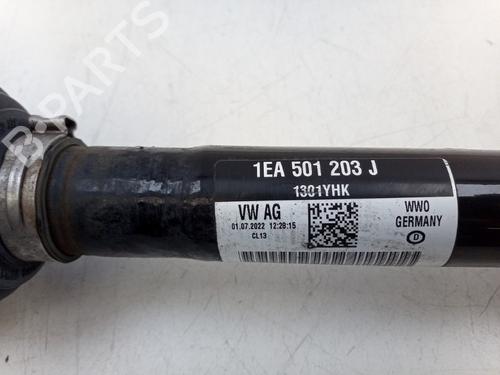 1EA 501 203 J
1301YHK
VW AG
01.07.2022 12:28:15
CL13
WWO
GERMANY
D
B-PARTS